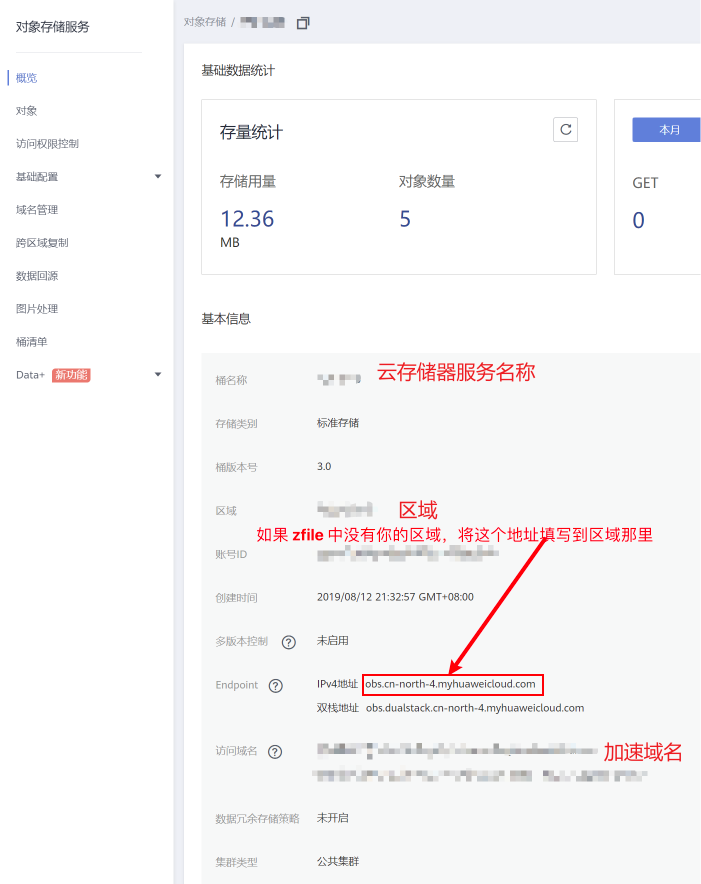 对象存储服务
概览
对象
访问权限控制
基础配置
域名管理
跨区域复制
数据回源
图片处理
桶清单
Data+ 新功能
对象存储 /
基础数据统计
存量统计
存储用量 对象数量
12.36 5
MB
本月
GET
0
基本信息
桶名称 云存储器服务名称
存储类别 标准存储
桶版本号 3.0
区域 区域
如果 zfile 中没有你的区域，将这个地址填写到区域那里
账号ID
创建时间 2019/08/12 21:32:57 GMT+08:00
多版本控制 ? 未启用
Endpoint ? IPv4地址 obs.cn-north-4.myhuaweicloud.com
双栈地址 obs.dualstack.cn-north-4.myhuaweicloud.com
访问域名 ? 加速域名
数据冗余存储策略 未开启
集群类型 公共集群